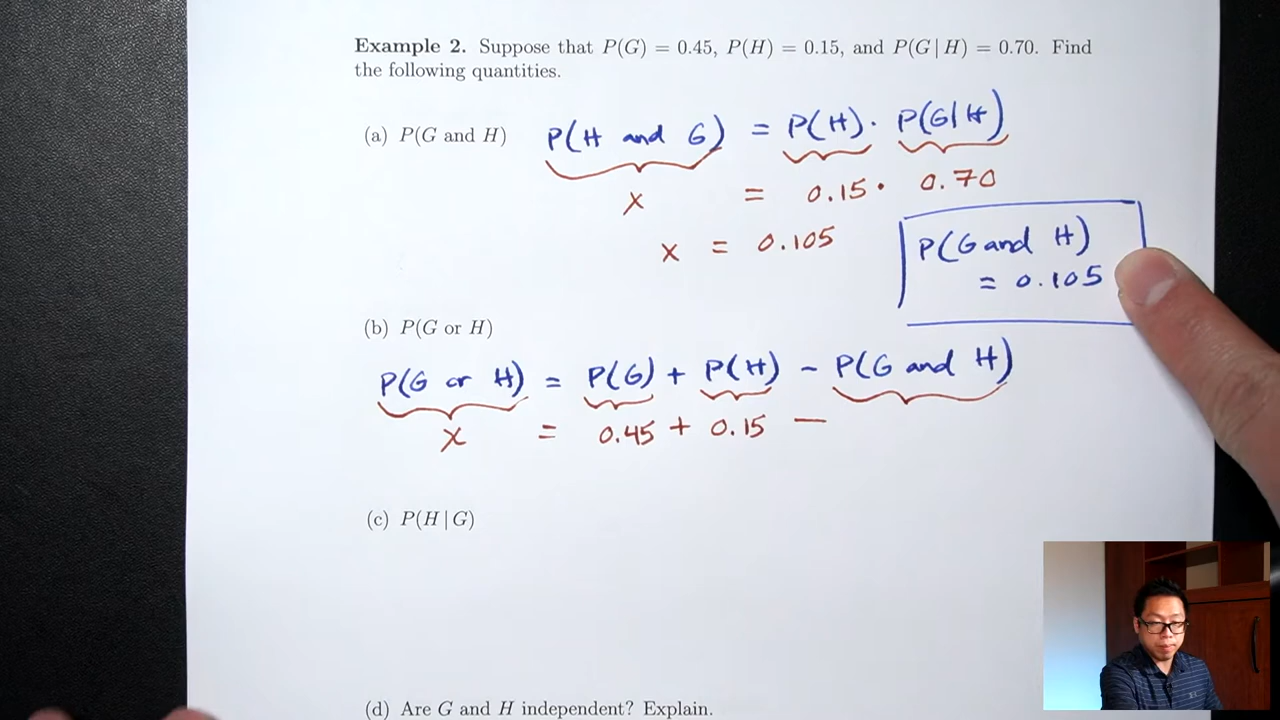 Example 2. Suppose that P(G) = 0.45, P(H) = 0.15, and P(G | H) = 0.70. Find
the following quantities.
(a) P(G and H) P(H and G) = P(H) · P(G|H)
x = 0.15 · 0.70
x = 0.105
P(G and H)
= 0.105
(b) P(G or H)
P(G or H) = P(G) + P(H) - P(G and H)
x = 0.45 + 0.15 -
(c) P(H | G)
(d) Are G and H independent? Explain.